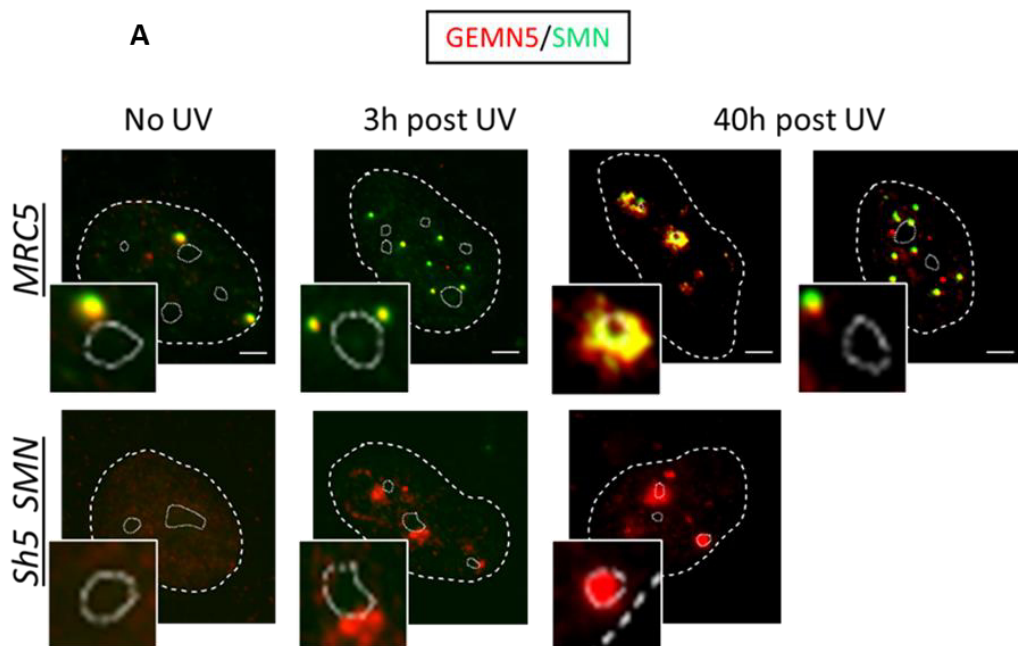 A
GEMN5/SMN
No UV 3h post UV 40h post UV
MRC5
Sh5 SMN